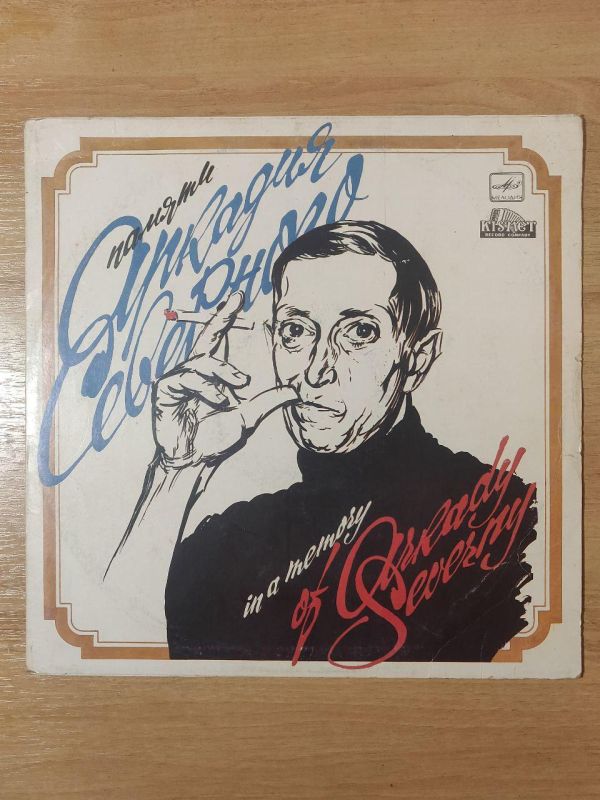 памяти
Аркадия
Северного
МЕЛОДИЯ
KISMET
RECORD COMPANY
in a memory
of Arkady
Severny